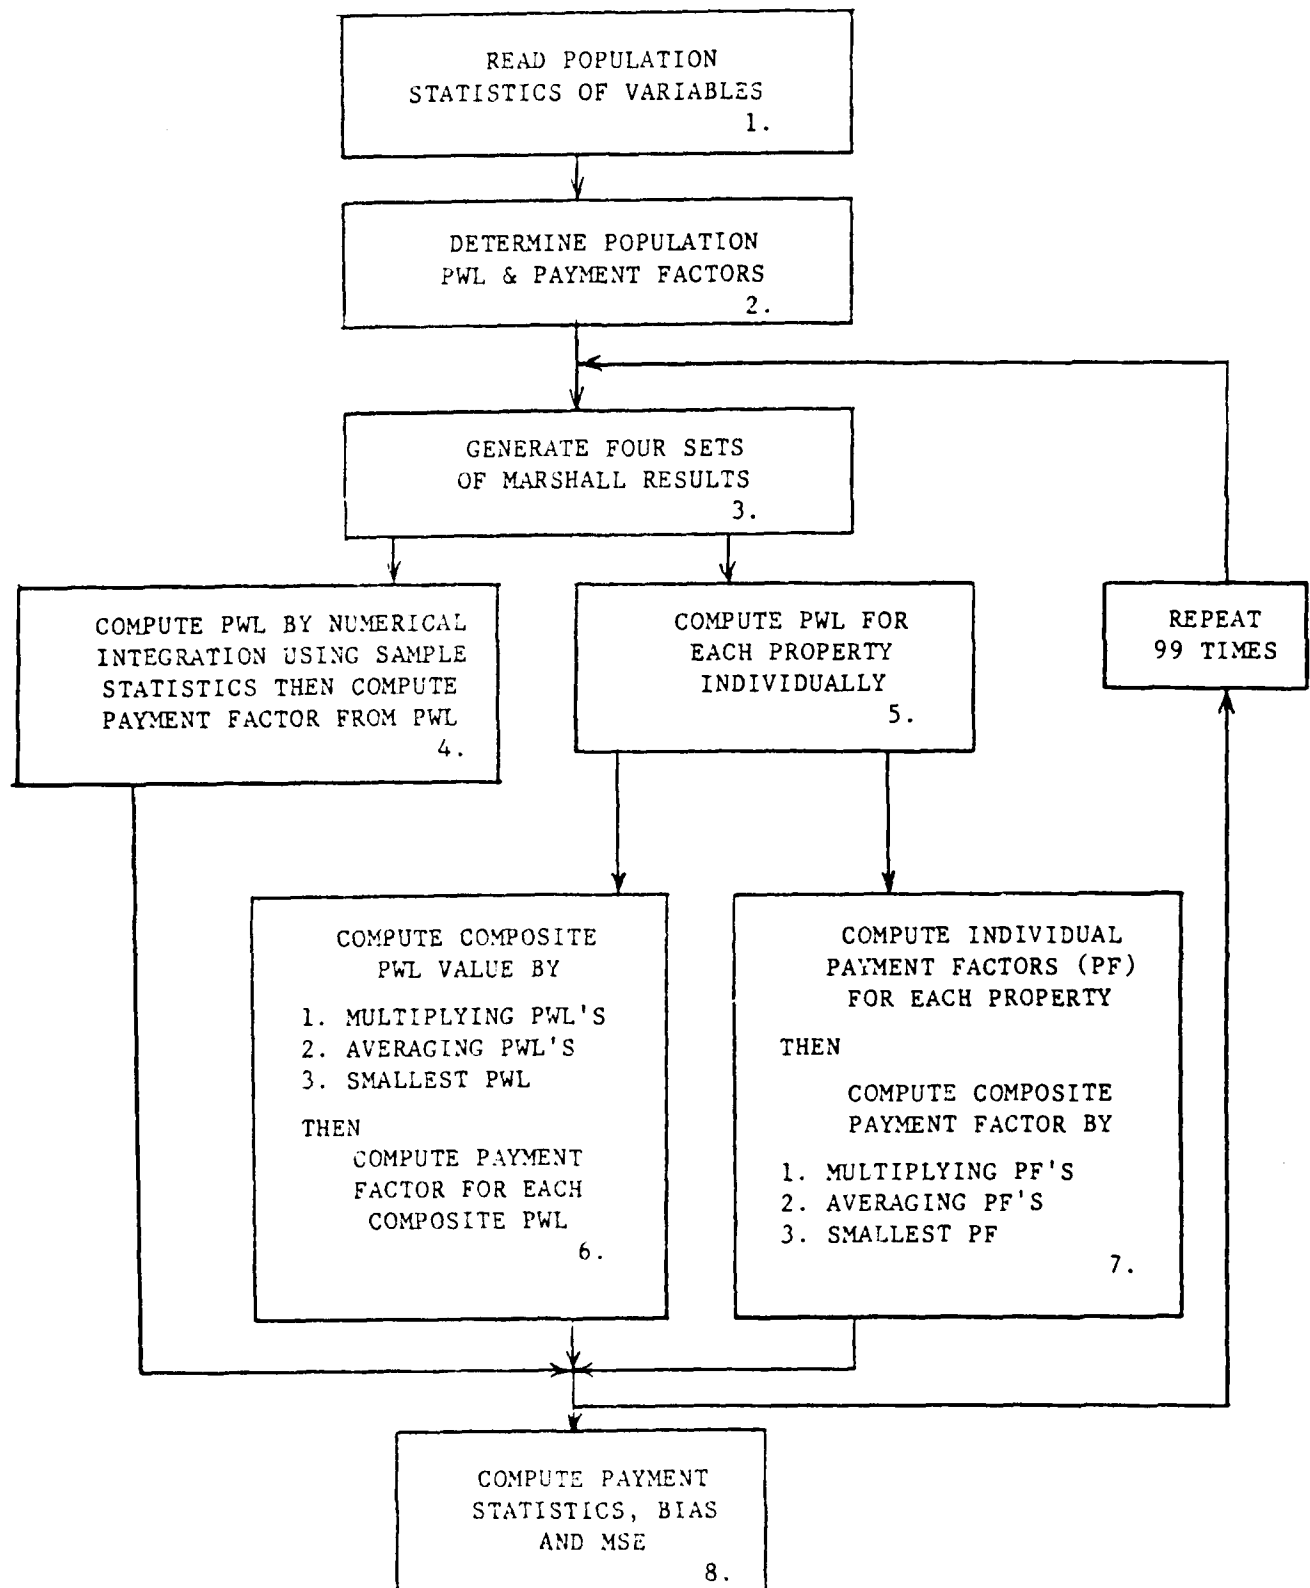 READ POPULATION
STATISTICS OF VARIABLES
1.
DETERMINE POPULATION
PWL & PAYMENT FACTORS
2.
GENERATE FOUR SETS
OF MARSHALL RESULTS
3.
COMPUTE PWL BY NUMERICAL
INTEGRATION USING SAMPLE
STATISTICS THEN COMPUTE
PAYMENT FACTOR FROM PWL
4.
COMPUTE PWL FOR
EACH PROPERTY
INDIVIDUALLY
5.
REPEAT
99 TIMES
COMPUTE COMPOSITE
PWL VALUE BY
1. MULTIPLYING PWL'S
2. AVERAGING PWL'S
3. SMALLEST PWL
THEN
COMPUTE PAYMENT
FACTOR FOR EACH
COMPOSITE PWL
6.
COMPUTE INDIVIDUAL
PAYMENT FACTORS (PF)
FOR EACH PROPERTY
THEN
COMPUTE COMPOSITE
PAYMENT FACTOR BY
1. MULTIPLYING PF'S
2. AVERAGING PF'S
3. SMALLEST PF
7.
COMPUTE PAYMENT
STATISTICS, BIAS
AND MSE
8.